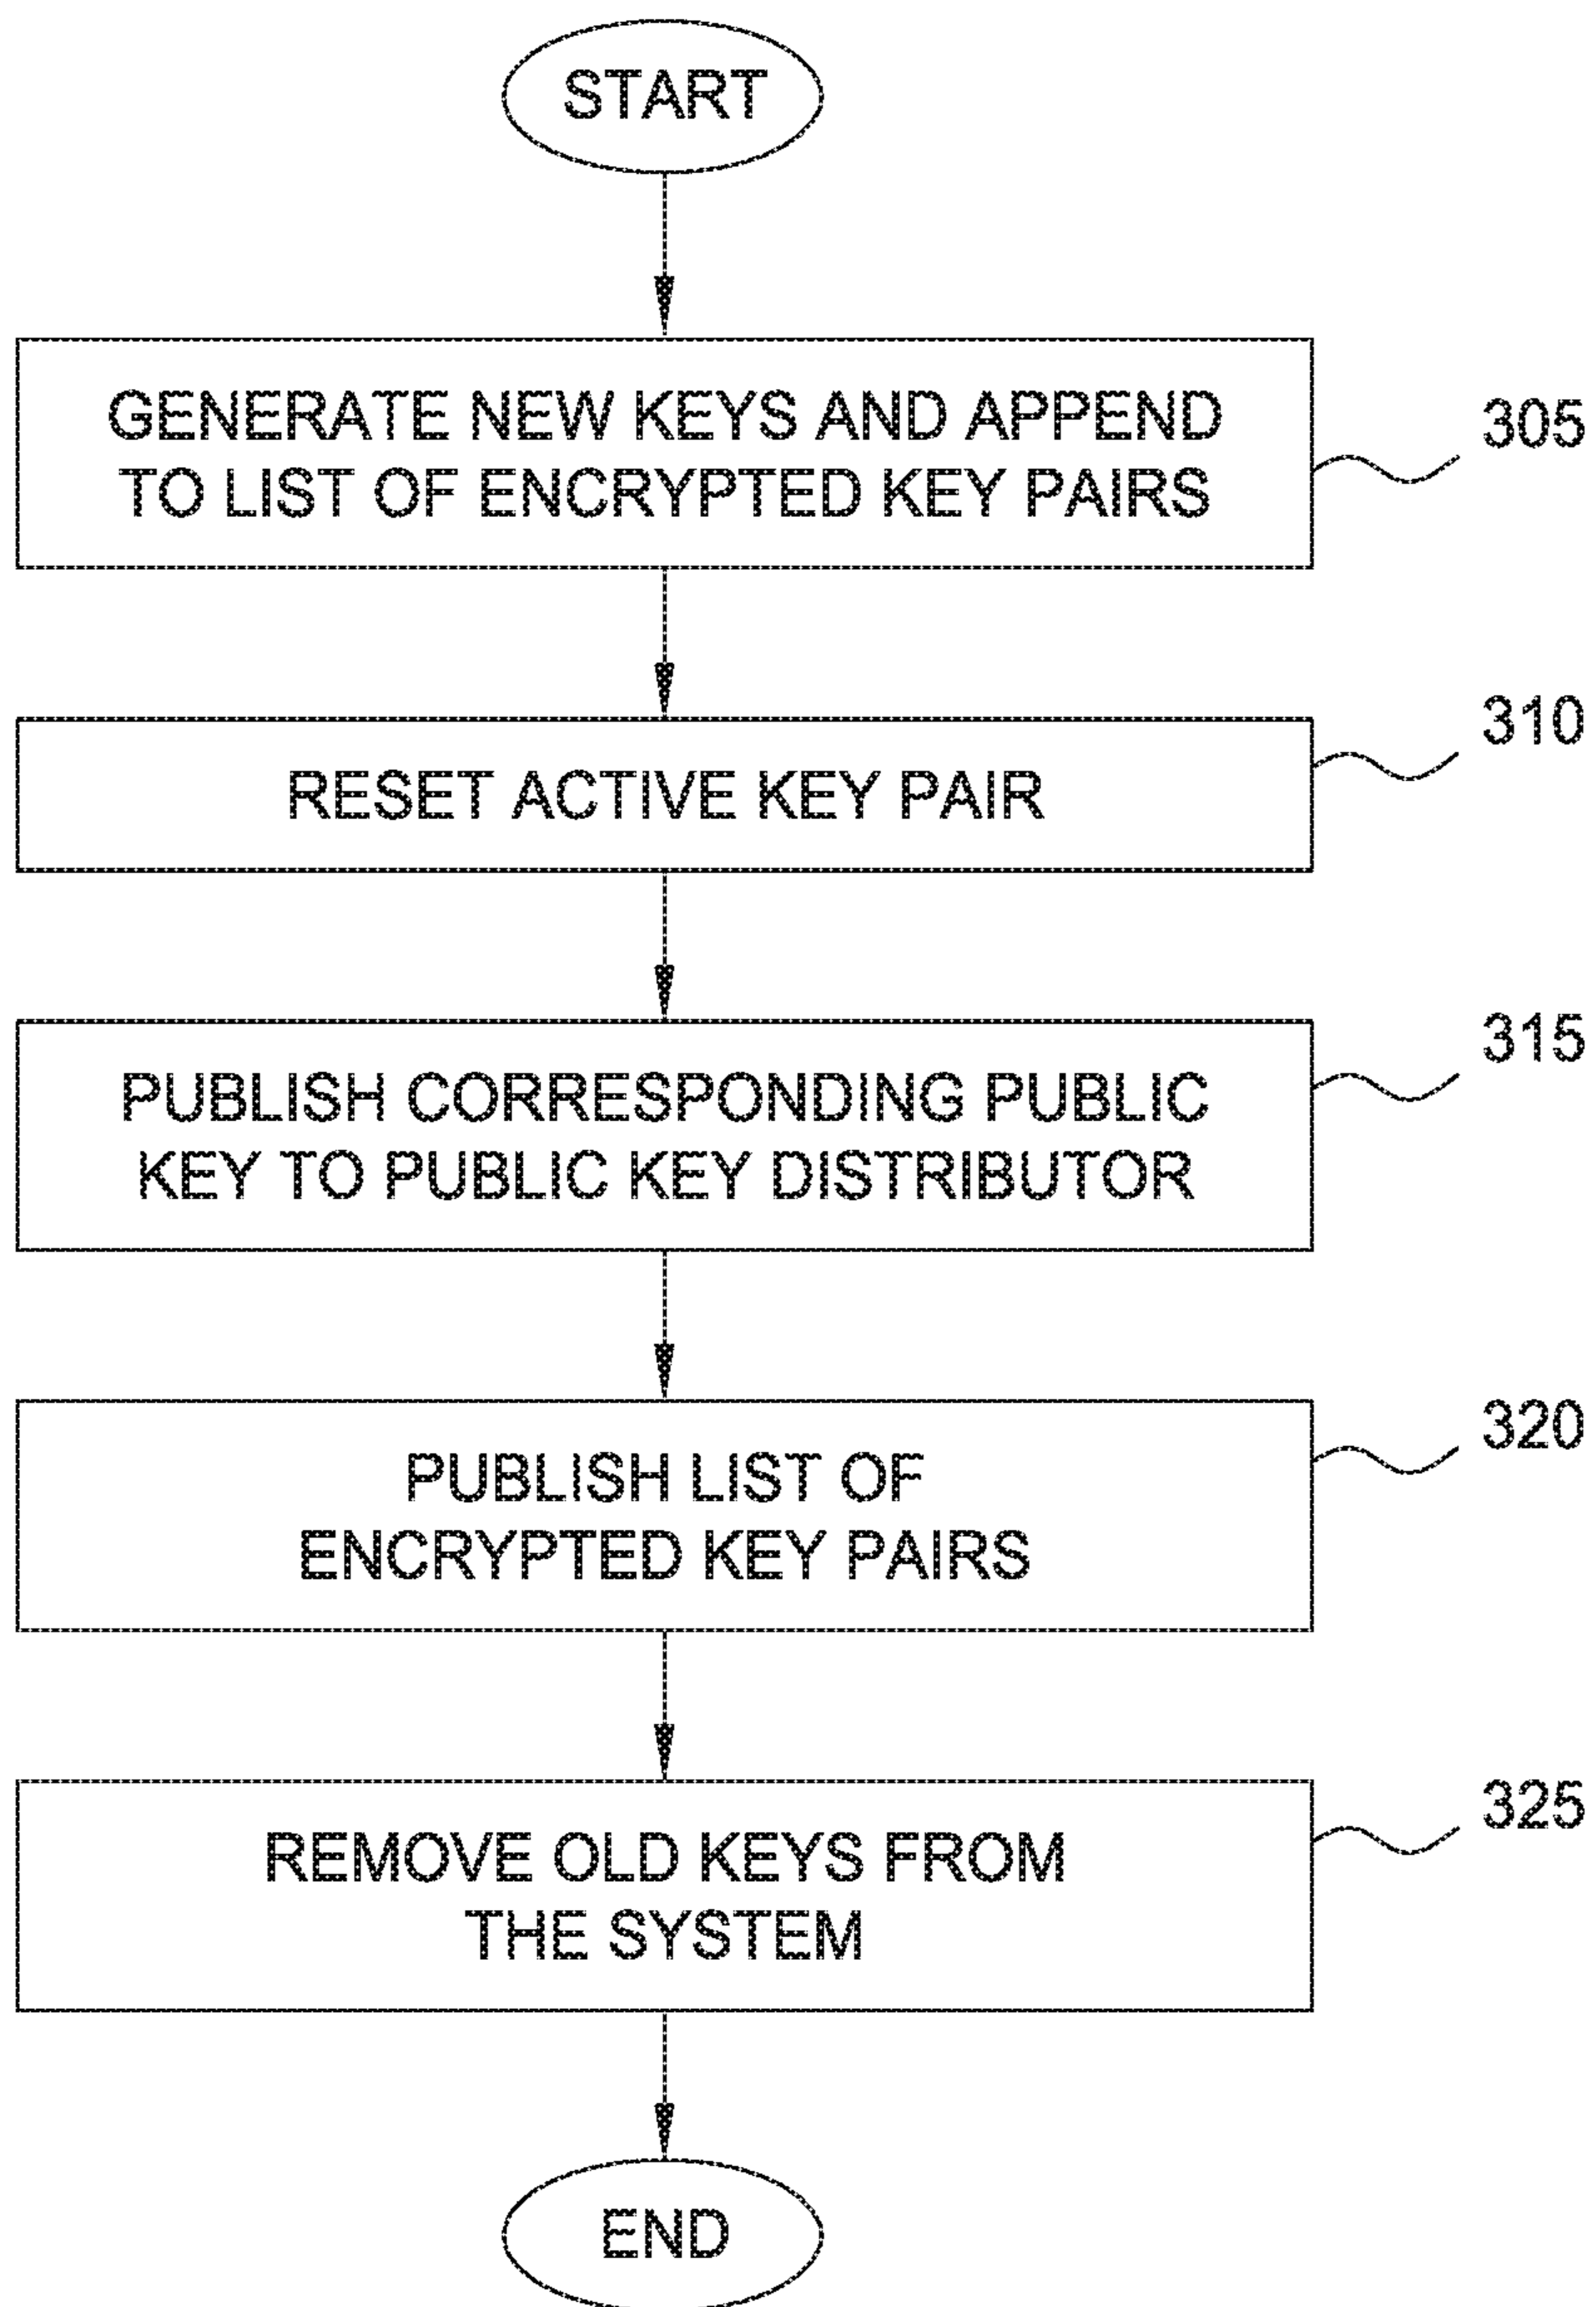 START
GENERATE NEW KEYS AND APPEND
TO LIST OF ENCRYPTED KEY PAIRS
305
RESET ACTIVE KEY PAIR
310
PUBLISH CORRESPONDING PUBLIC
KEY TO PUBLIC KEY DISTRIBUTOR
315
PUBLISH LIST OF
ENCRYPTED KEY PAIRS
320
REMOVE OLD KEYS FROM
THE SYSTEM
325
END